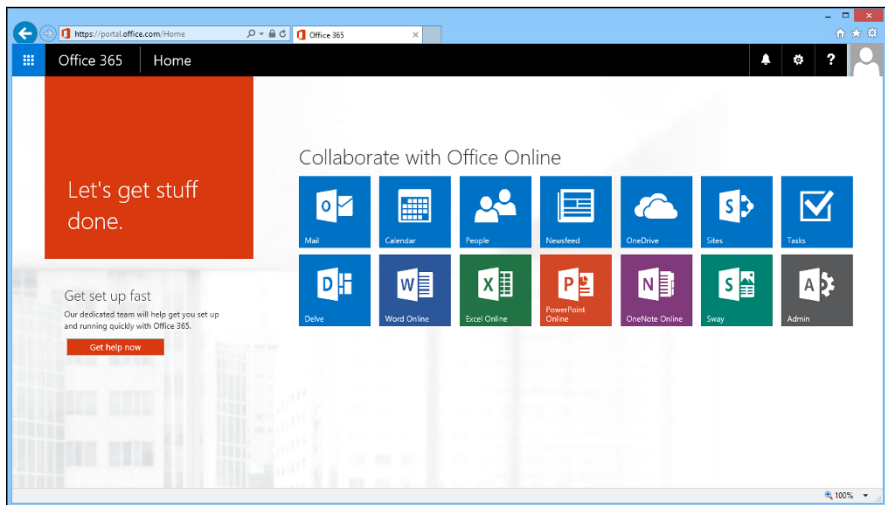 https://portal.office.com/Home
Office 365
Office 365
Home
?
Let's get stuff
done.
Collaborate with Office Online
O
S
Mail
Calendar
People
Newsfeed
OneDrive
Sites
Tasks
D
W
X
P
N
S
A
Delve
Word Online
Excel Online
PowerPoint
Online
OneNote Online
Sway
Admin
Get set up fast
Our dedicated team will help get you set up
and running quickly with Office 365.
Get help now
100%